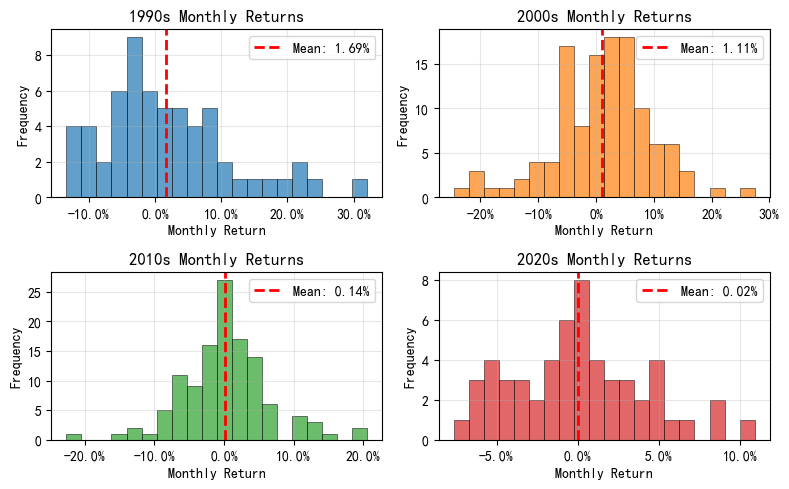 1990s Monthly Returns
Mean: 1.69%
Frequency
8
6
4
2
0
-10.0%
0.0%
10.0%
20.0%
30.0%
Monthly Return
2000s Monthly Returns
Mean: 1.11%
Frequency
15
10
5
0
-20%
-10%
0%
10%
20%
30%
Monthly Return
2010s Monthly Returns
Mean: 0.14%
Frequency
25
20
15
10
5
0
-20.0%
-10.0%
0.0%
10.0%
20.0%
Monthly Return
2020s Monthly Returns
Mean: 0.02%
Frequency
8
6
4
2
0
-5.0%
0.0%
5.0%
10.0%
Monthly Return